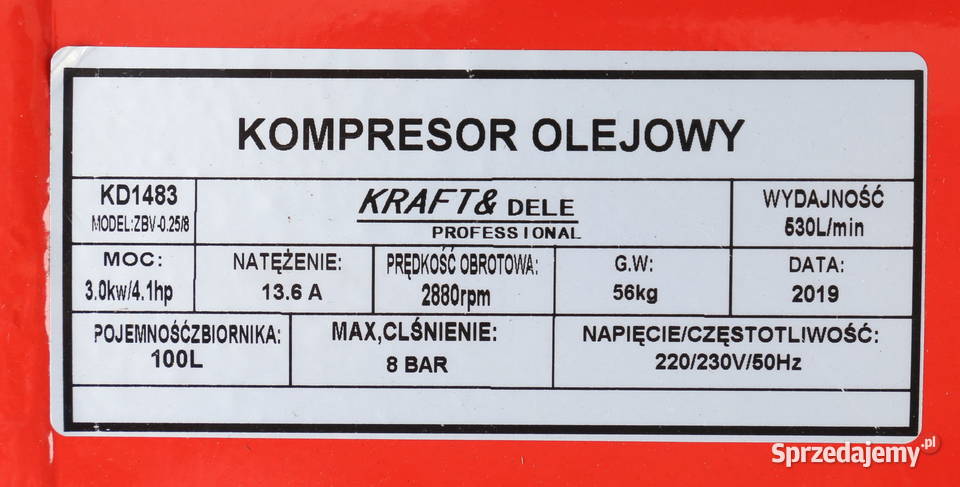 KOMPRESOR OLEJOWY
KD1483
MODEL:ZBV-0.25/8
KRAFT& DELE
PROFESSIONAL
WYDAJNOŚĆ
530L/min
MOC:
3.0kw/4.1hp
NATĘŻENIE:
13.6 A
PRĘDKOŚĆ OBROTOWA:
2880rpm
G.W:
56kg
DATA:
2019
POJEMNOŚĆZBIORNIKA:
100L
MAX,CLŚNIENIE:
8 BAR
NAPIĘCIE/CZĘSTOTLIWOŚĆ:
220/230V/50Hz
Sprzedajemy.pl